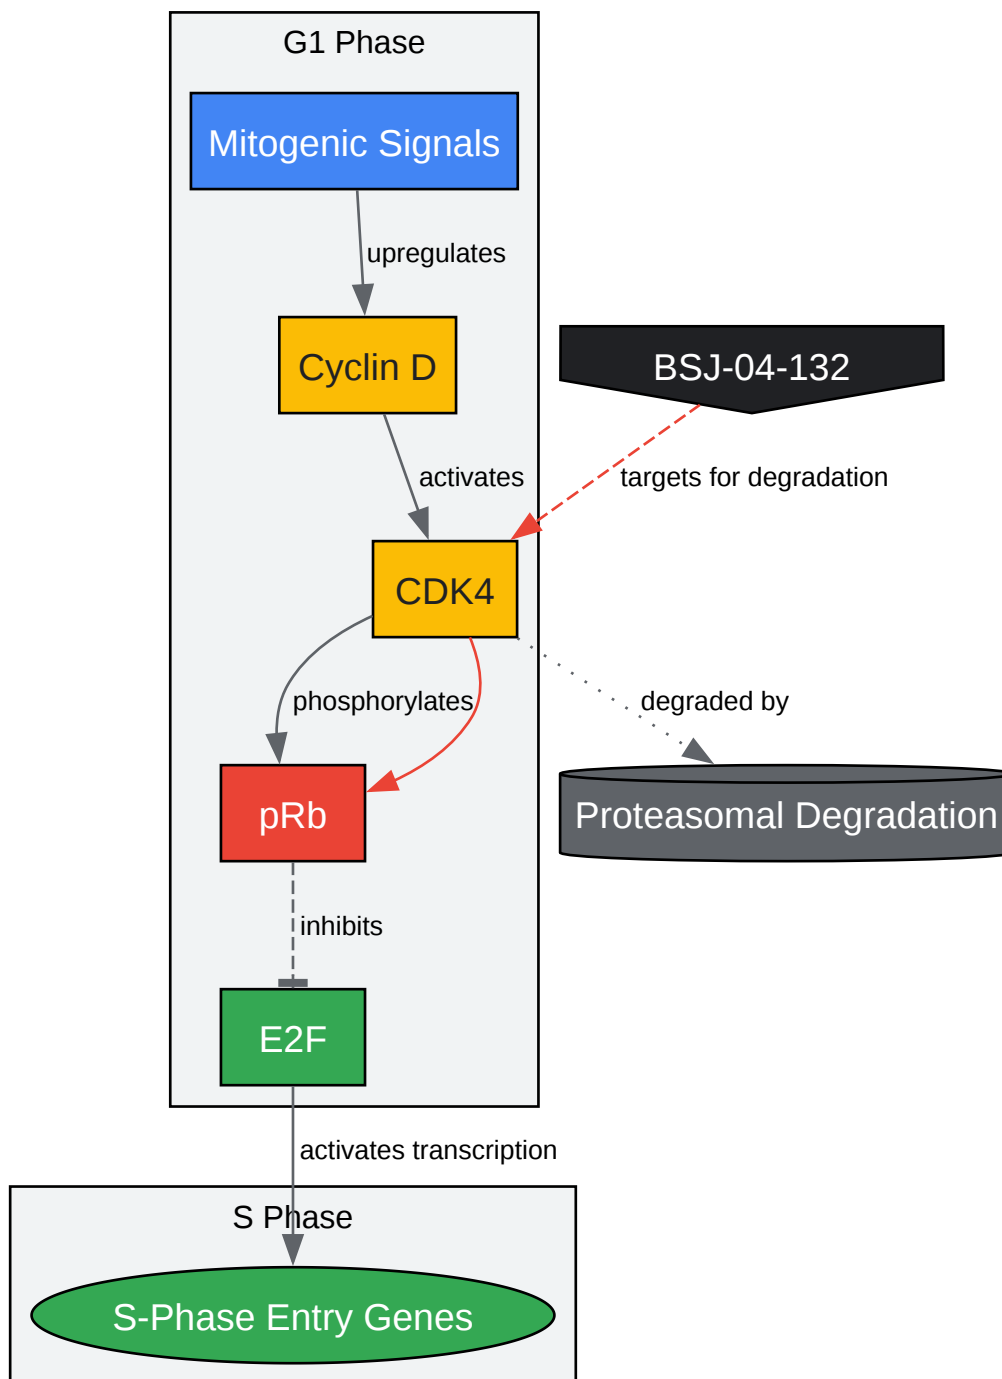 G1 Phase
Mitogenic Signals
upregulates
Cyclin D
BSJ-04-132
activates
targets for degradation
CDK4
phosphorylates
degraded by
pRb
Proteasomal Degradation
inhibits
E2F
activates transcription
S Phase
S-Phase Entry Genes